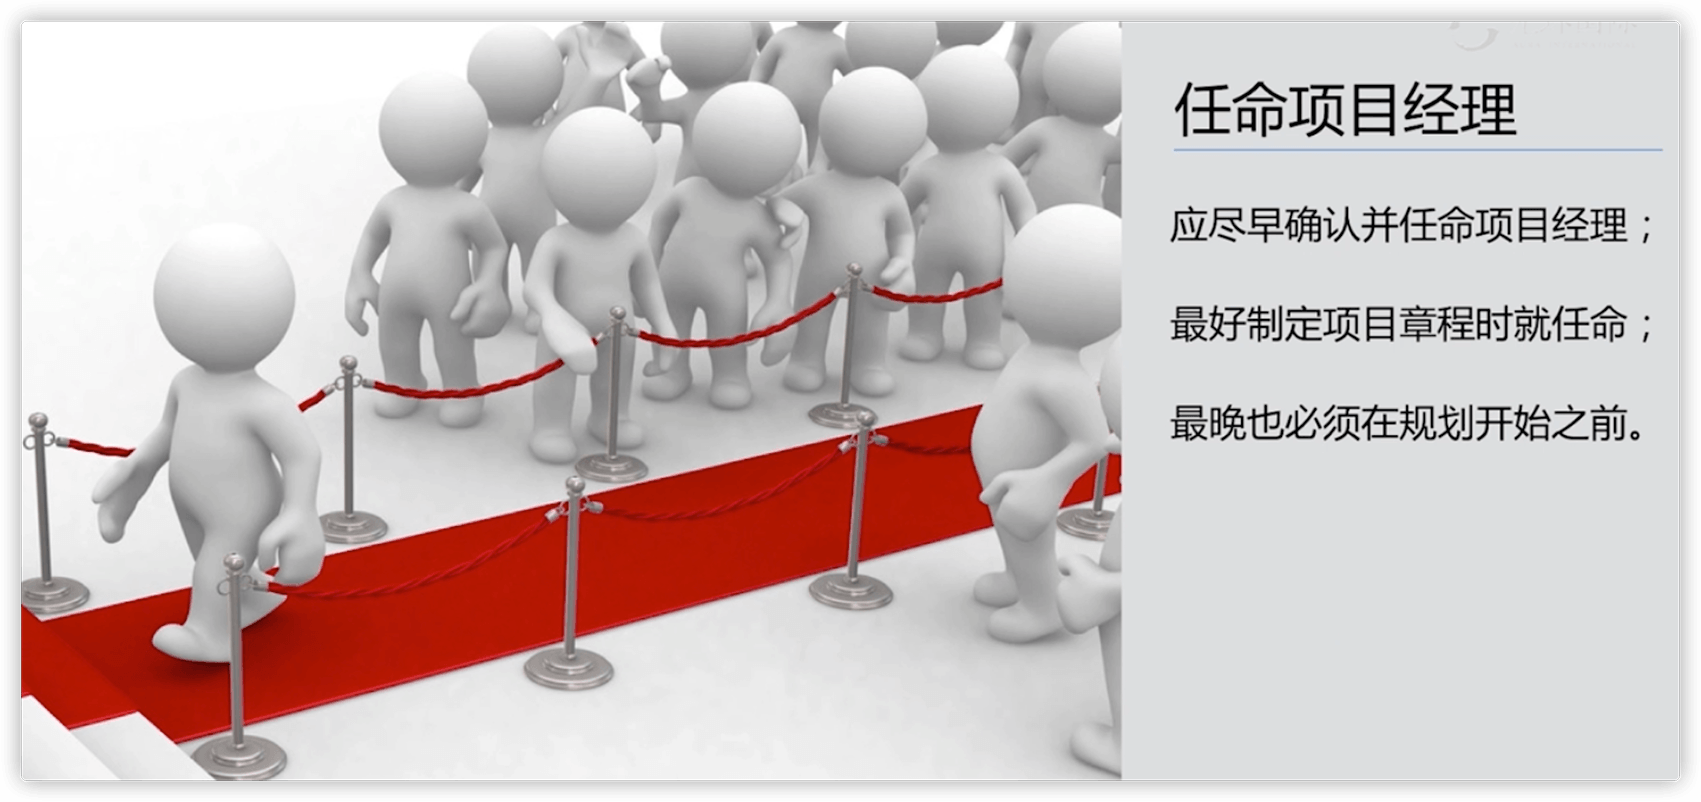 任命项目经理
应尽早确认并任命项目经理；
最好制定项目章程时就任命；
最晚也必须在规划开始之前。